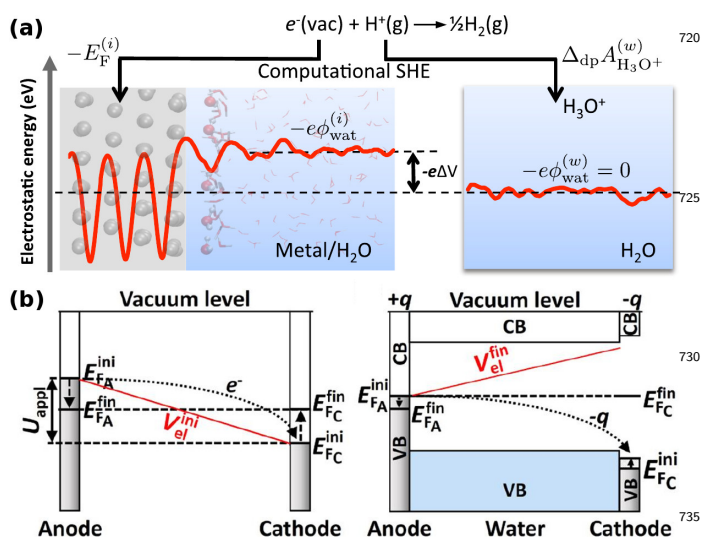 (a)
e⁻(vac) + H⁺(g) ⟶ ½H₂(g)
720
−E_F^(i)
Δ_dp A_H₃O⁺^(w)
Computational SHE
Electrostatic energy (eV)
H₃O⁺
−eϕ_wat^(i)
-eΔV
−eϕ_wat^(w) = 0
725
Metal/H₂O
H₂O
(b)
Vacuum level
+q
Vacuum level
-q
CB
CB
CB
730
V_el^fin
E_FA^ini
e⁻
U_appl
E_FA^fin
V_el^ini
E_FC^fin
E_FC^ini
E_FA^ini
E_FA^fin
E_FC^fin
-q
VB
VB
VB
E_FC^ini
735
Anode
Cathode
Anode
Water
Cathode